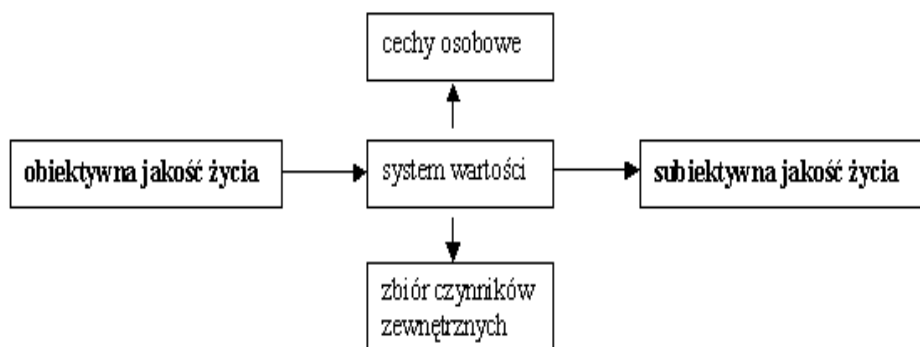 cechy osobowe
obiektywna jakość życia
system wartości
subiektywna jakość życia
zbiór czynników
zewnętrznych